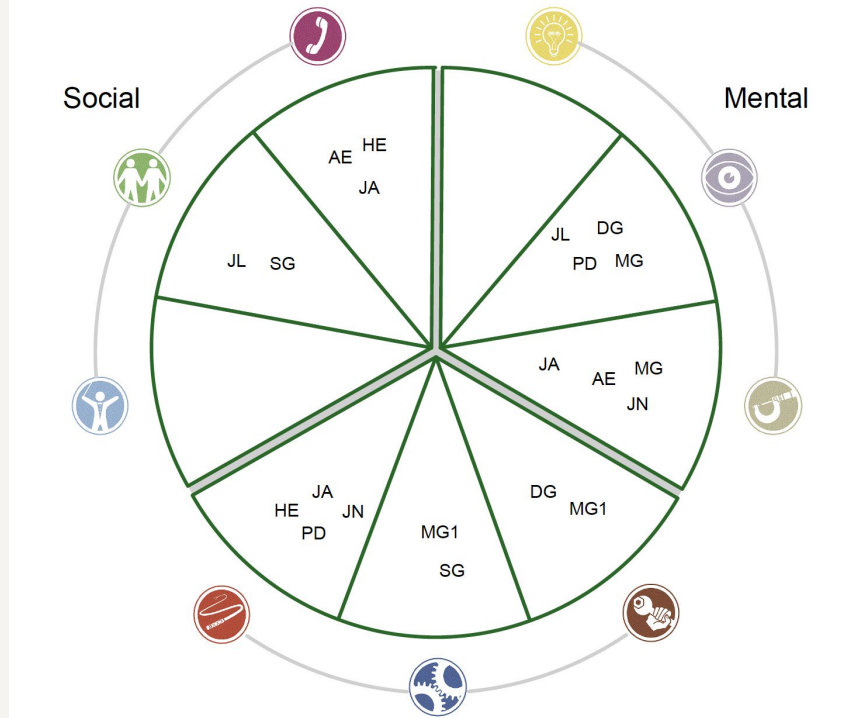 Social
Mental
AE HE
JA
JL DG
PD MG
JL SG
JA AE MG
JN
JA
HE JN
PD
DG
MG1
MG1
SG